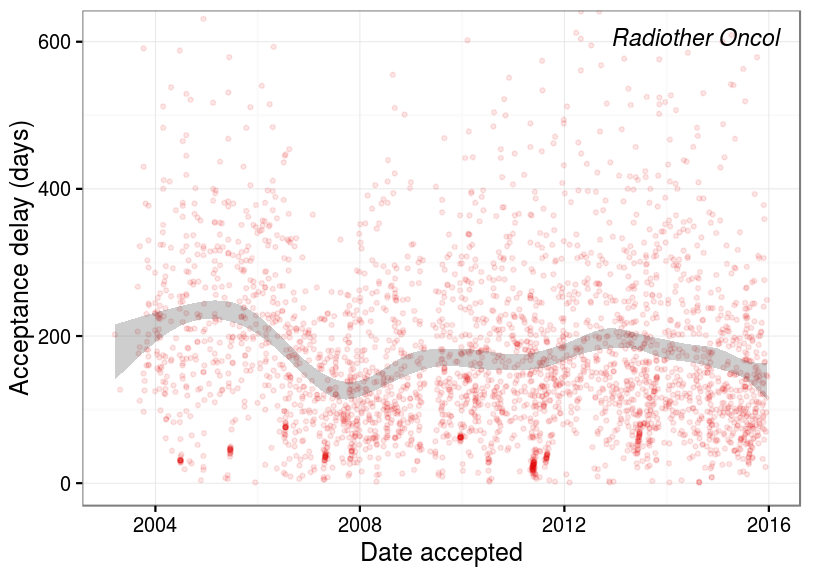 Radiother Oncol
Acceptance delay (days)
600
400
200
0
2004 2008 2012 2016
Date accepted